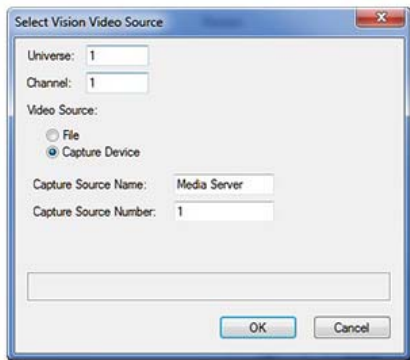 Select Vision Video Source
Universe: 1
Channel: 1
Video Source:
File
Capture Device
Capture Source Name: Media Server
Capture Source Number: 1
OK Cancel